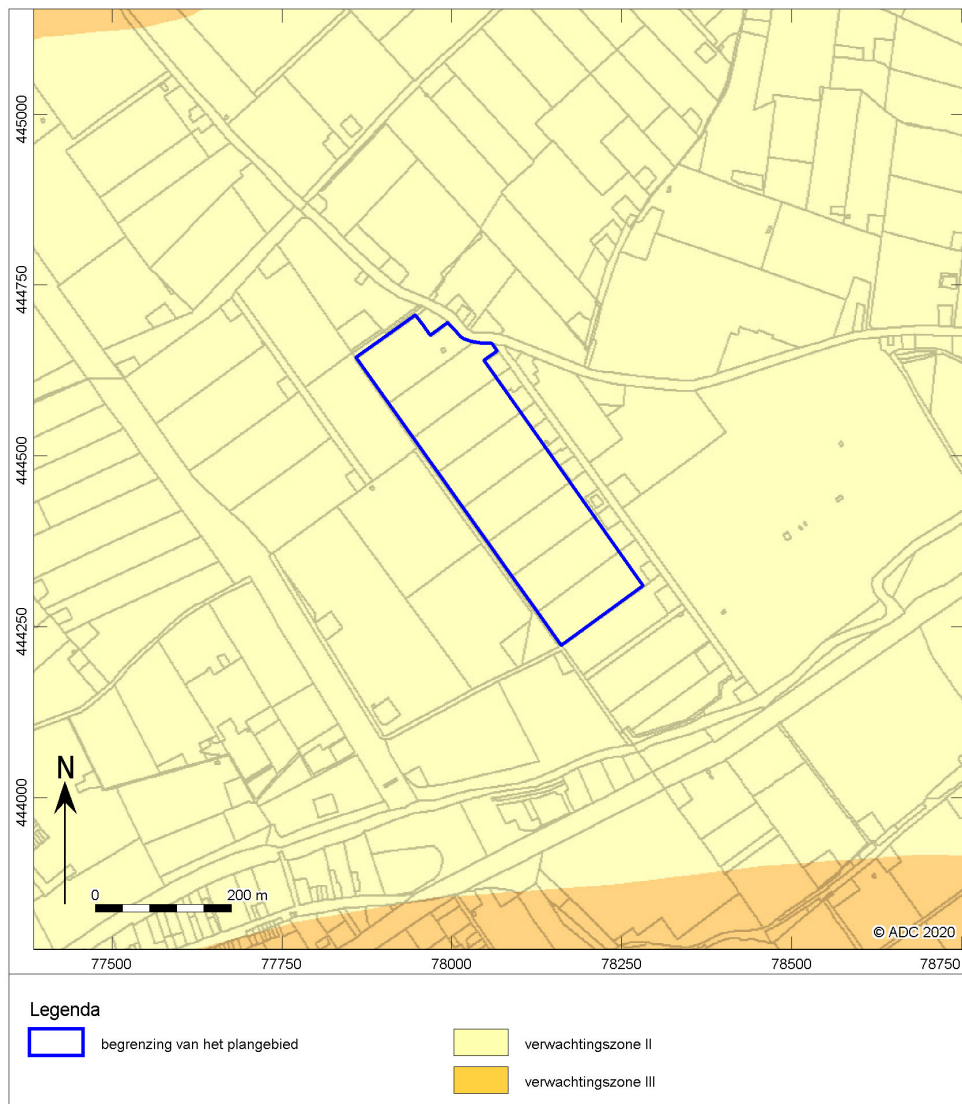 445000
444750
444500
444250
444000
N
0 200 m
© ADC 2020
77500 77750 78000 78250 78500 78750
Legenda
begrenzing van het plangebied
verwachtingszone II
verwachtingszone III